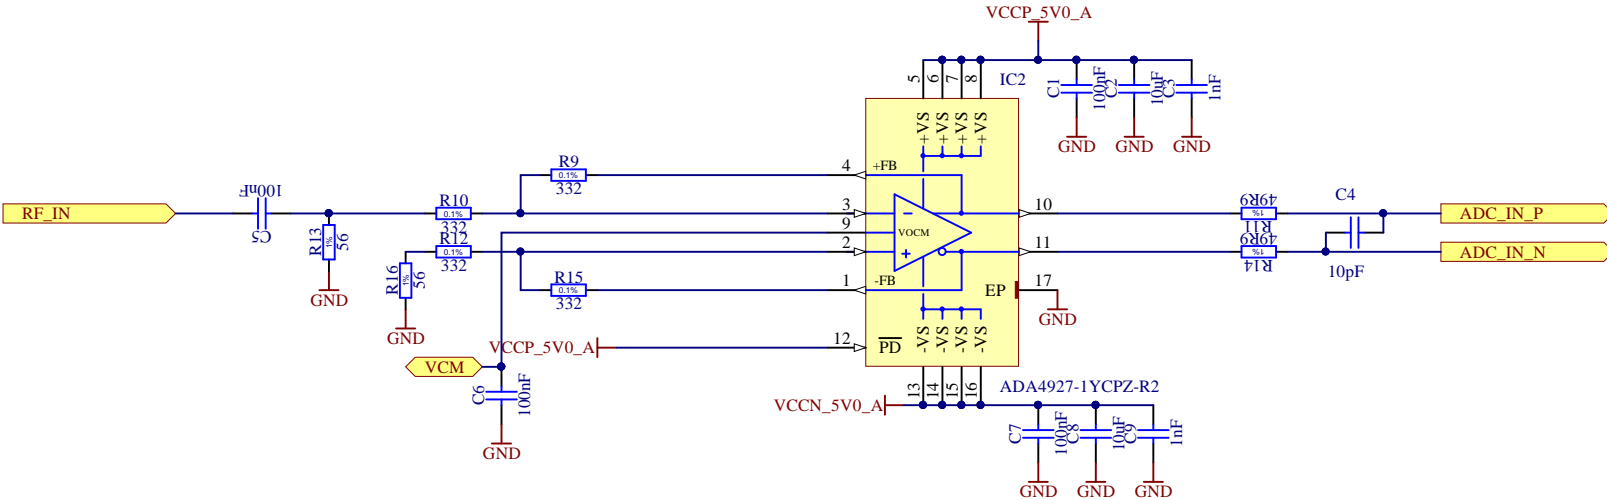 VCCP_5V0_A
IC2
5
6
7
8
+VS
+VS
+VS
+VS
C1
100nF
C2
10uF
C3
1nF
GND
GND
GND
R9
0.1%
332
4
+FB
RF_IN
100nF
C5
R10
0.1%
332
3
9
VOCM
10
R13
1%
56
GND
R12
0.1%
332
2
11
R16
1%
56
GND
R15
0.1%
332
1
-FB
EP
17
GND
49R9
1%
R11
49R9
1%
R14
C4
10pF
ADC_IN_P
ADC_IN_N
VCCP_5V0_A
12
PD
-VS
-VS
-VS
-VS
VCM
C6
100nF
GND
13
14
15
16
ADA4927-1YCPZ-R2
VCCN_5V0_A
C7
100nF
C8
10uF
C9
1nF
GND
GND
GND